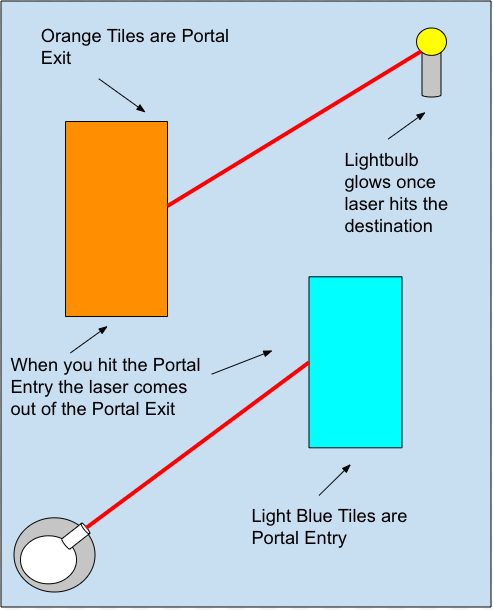 Orange Tiles are Portal
Exit
Lightbulb
glows once
laser hits the
destination
When you hit the Portal
Entry the laser comes
out of the Portal Exit
Light Blue Tiles are
Portal Entry